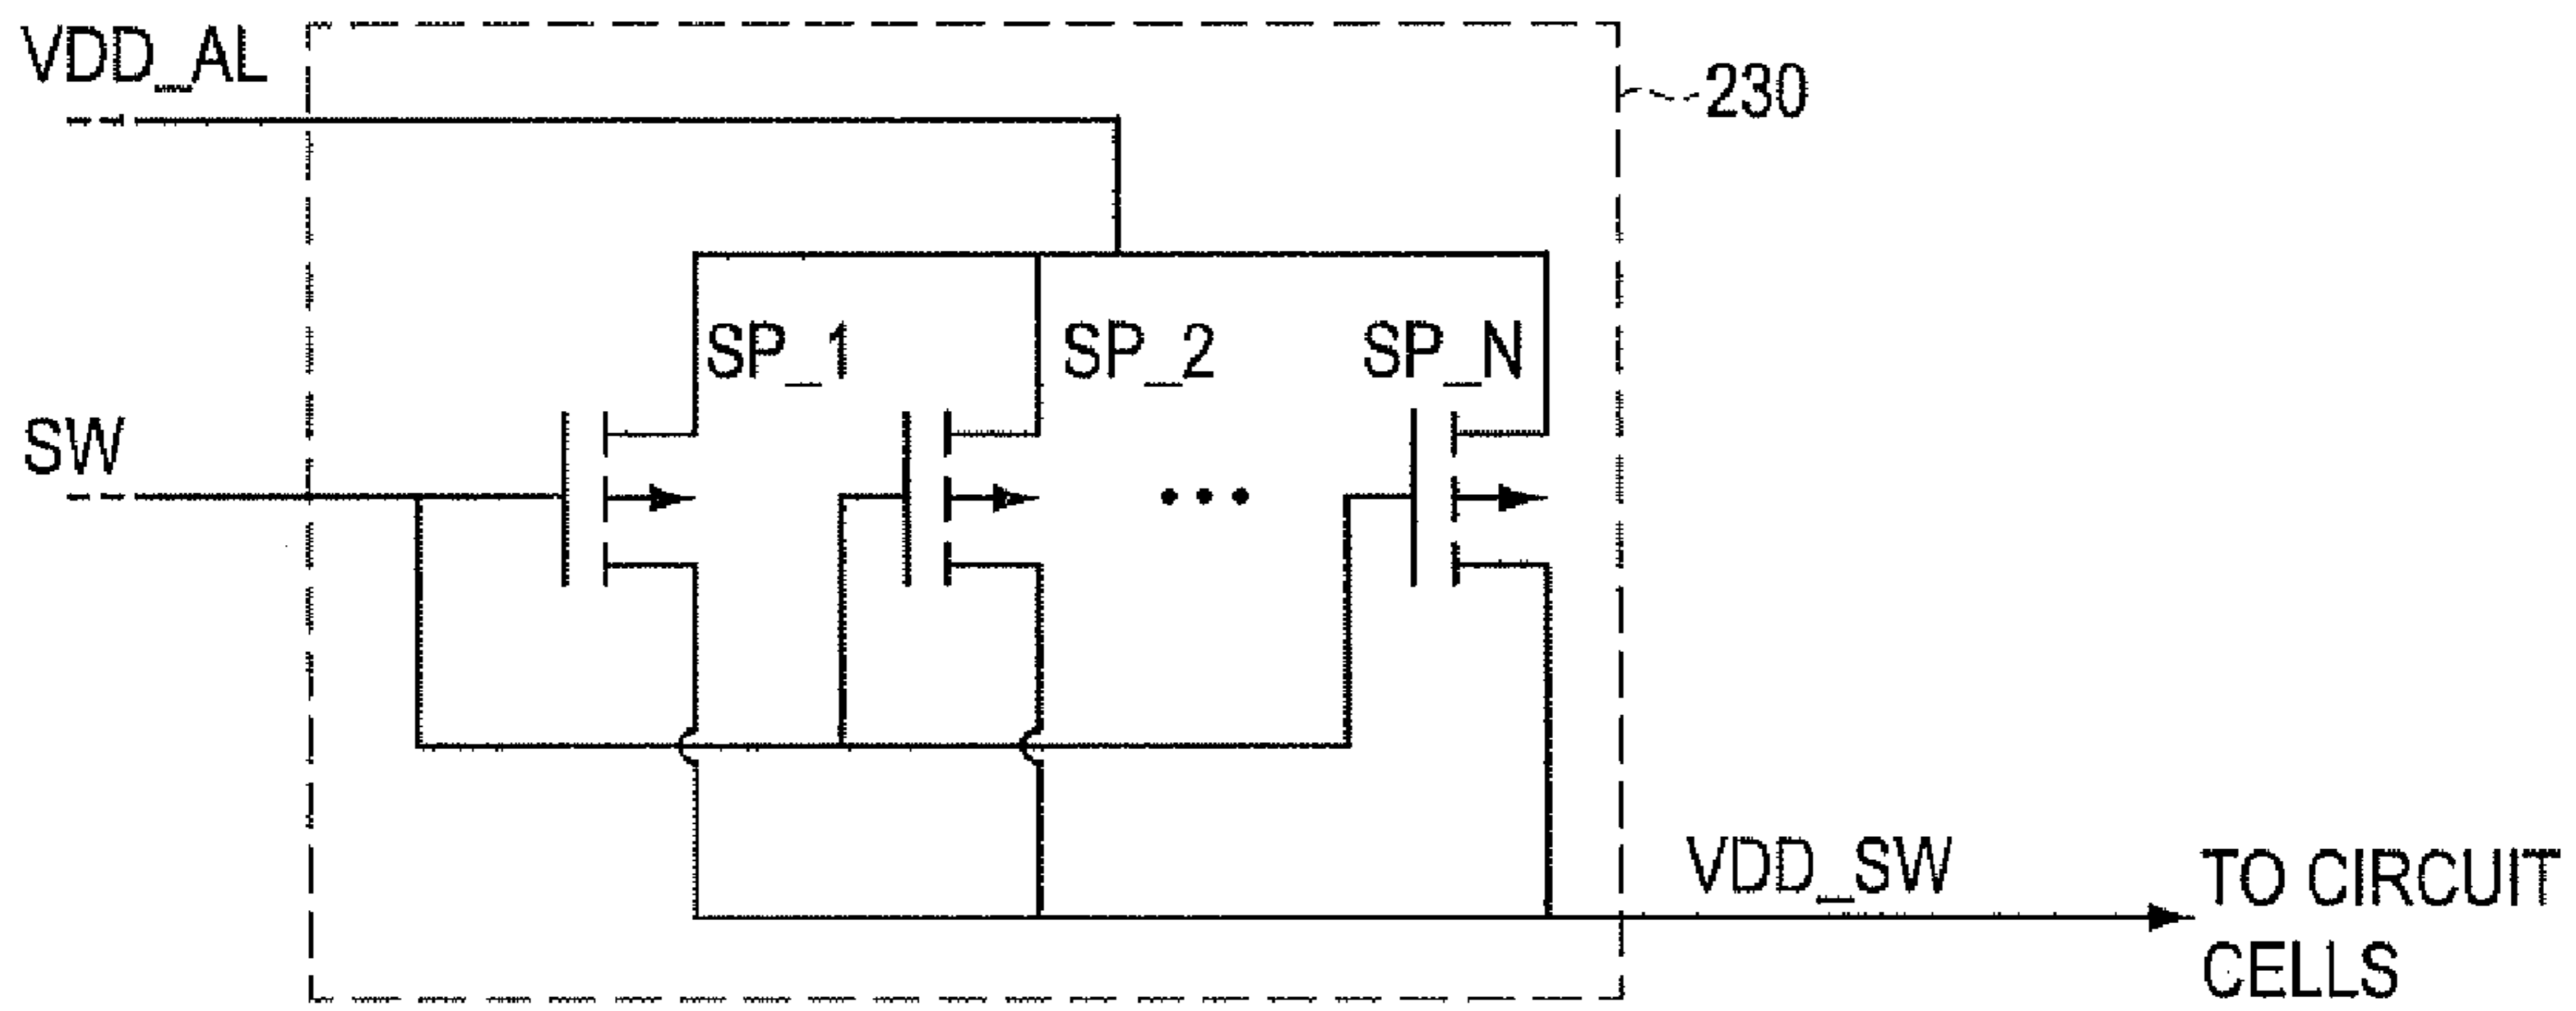 VDD_AL
230
SP_1
SP_2
SP_N
SW
VDD_SW
TO CIRCUIT
CELLS